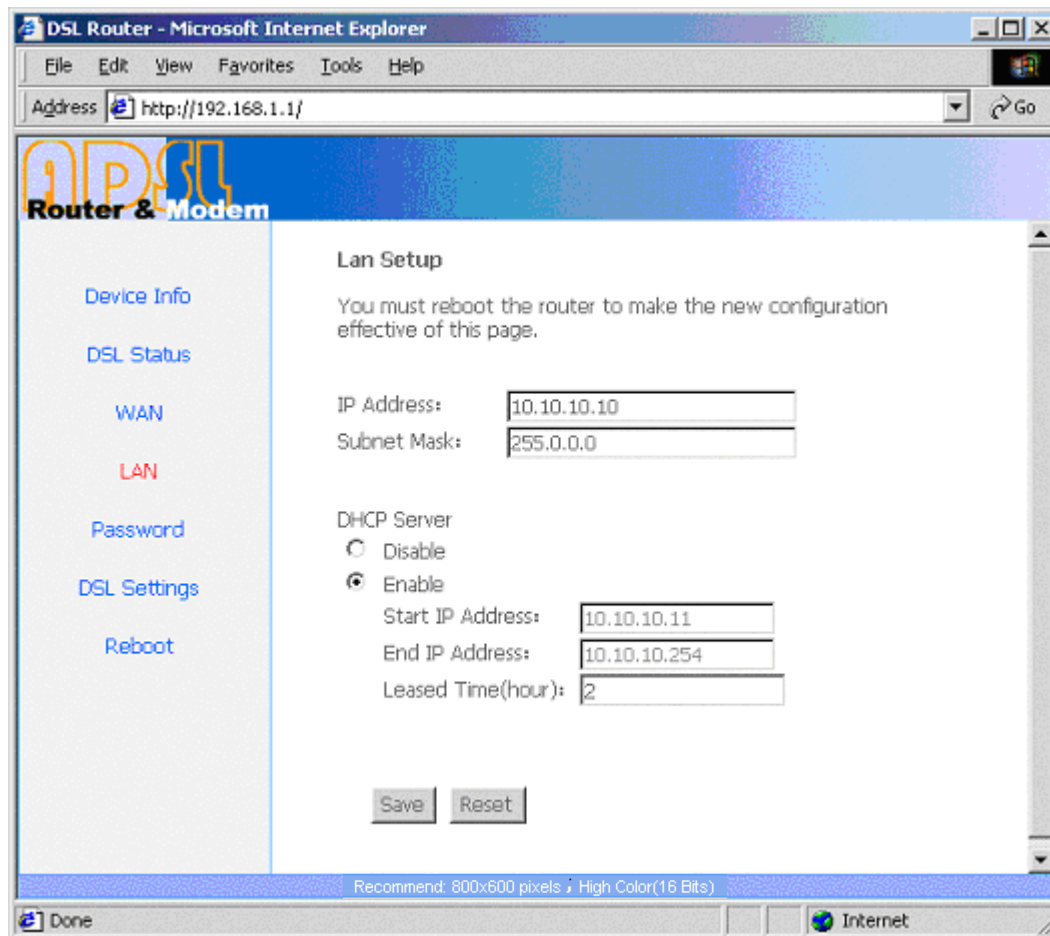 DSL Router - Microsoft Internet Explorer
File Edit View Favorites Tools Help
Address http://192.168.1.1/ Go
ADSL
Router & Modem
Device Info
DSL Status
WAN
LAN
Password
DSL Settings
Reboot
Lan Setup
You must reboot the router to make the new configuration
effective of this page.
IP Address: 10.10.10.10
Subnet Mask: 255.0.0.0
DHCP Server
Disable
Enable
Start IP Address: 10.10.10.11
End IP Address: 10.10.10.254
Leased Time(hour): 2
Save Reset
Recommend: 800x600 pixels ; High Color(16 Bits)
Done Internet